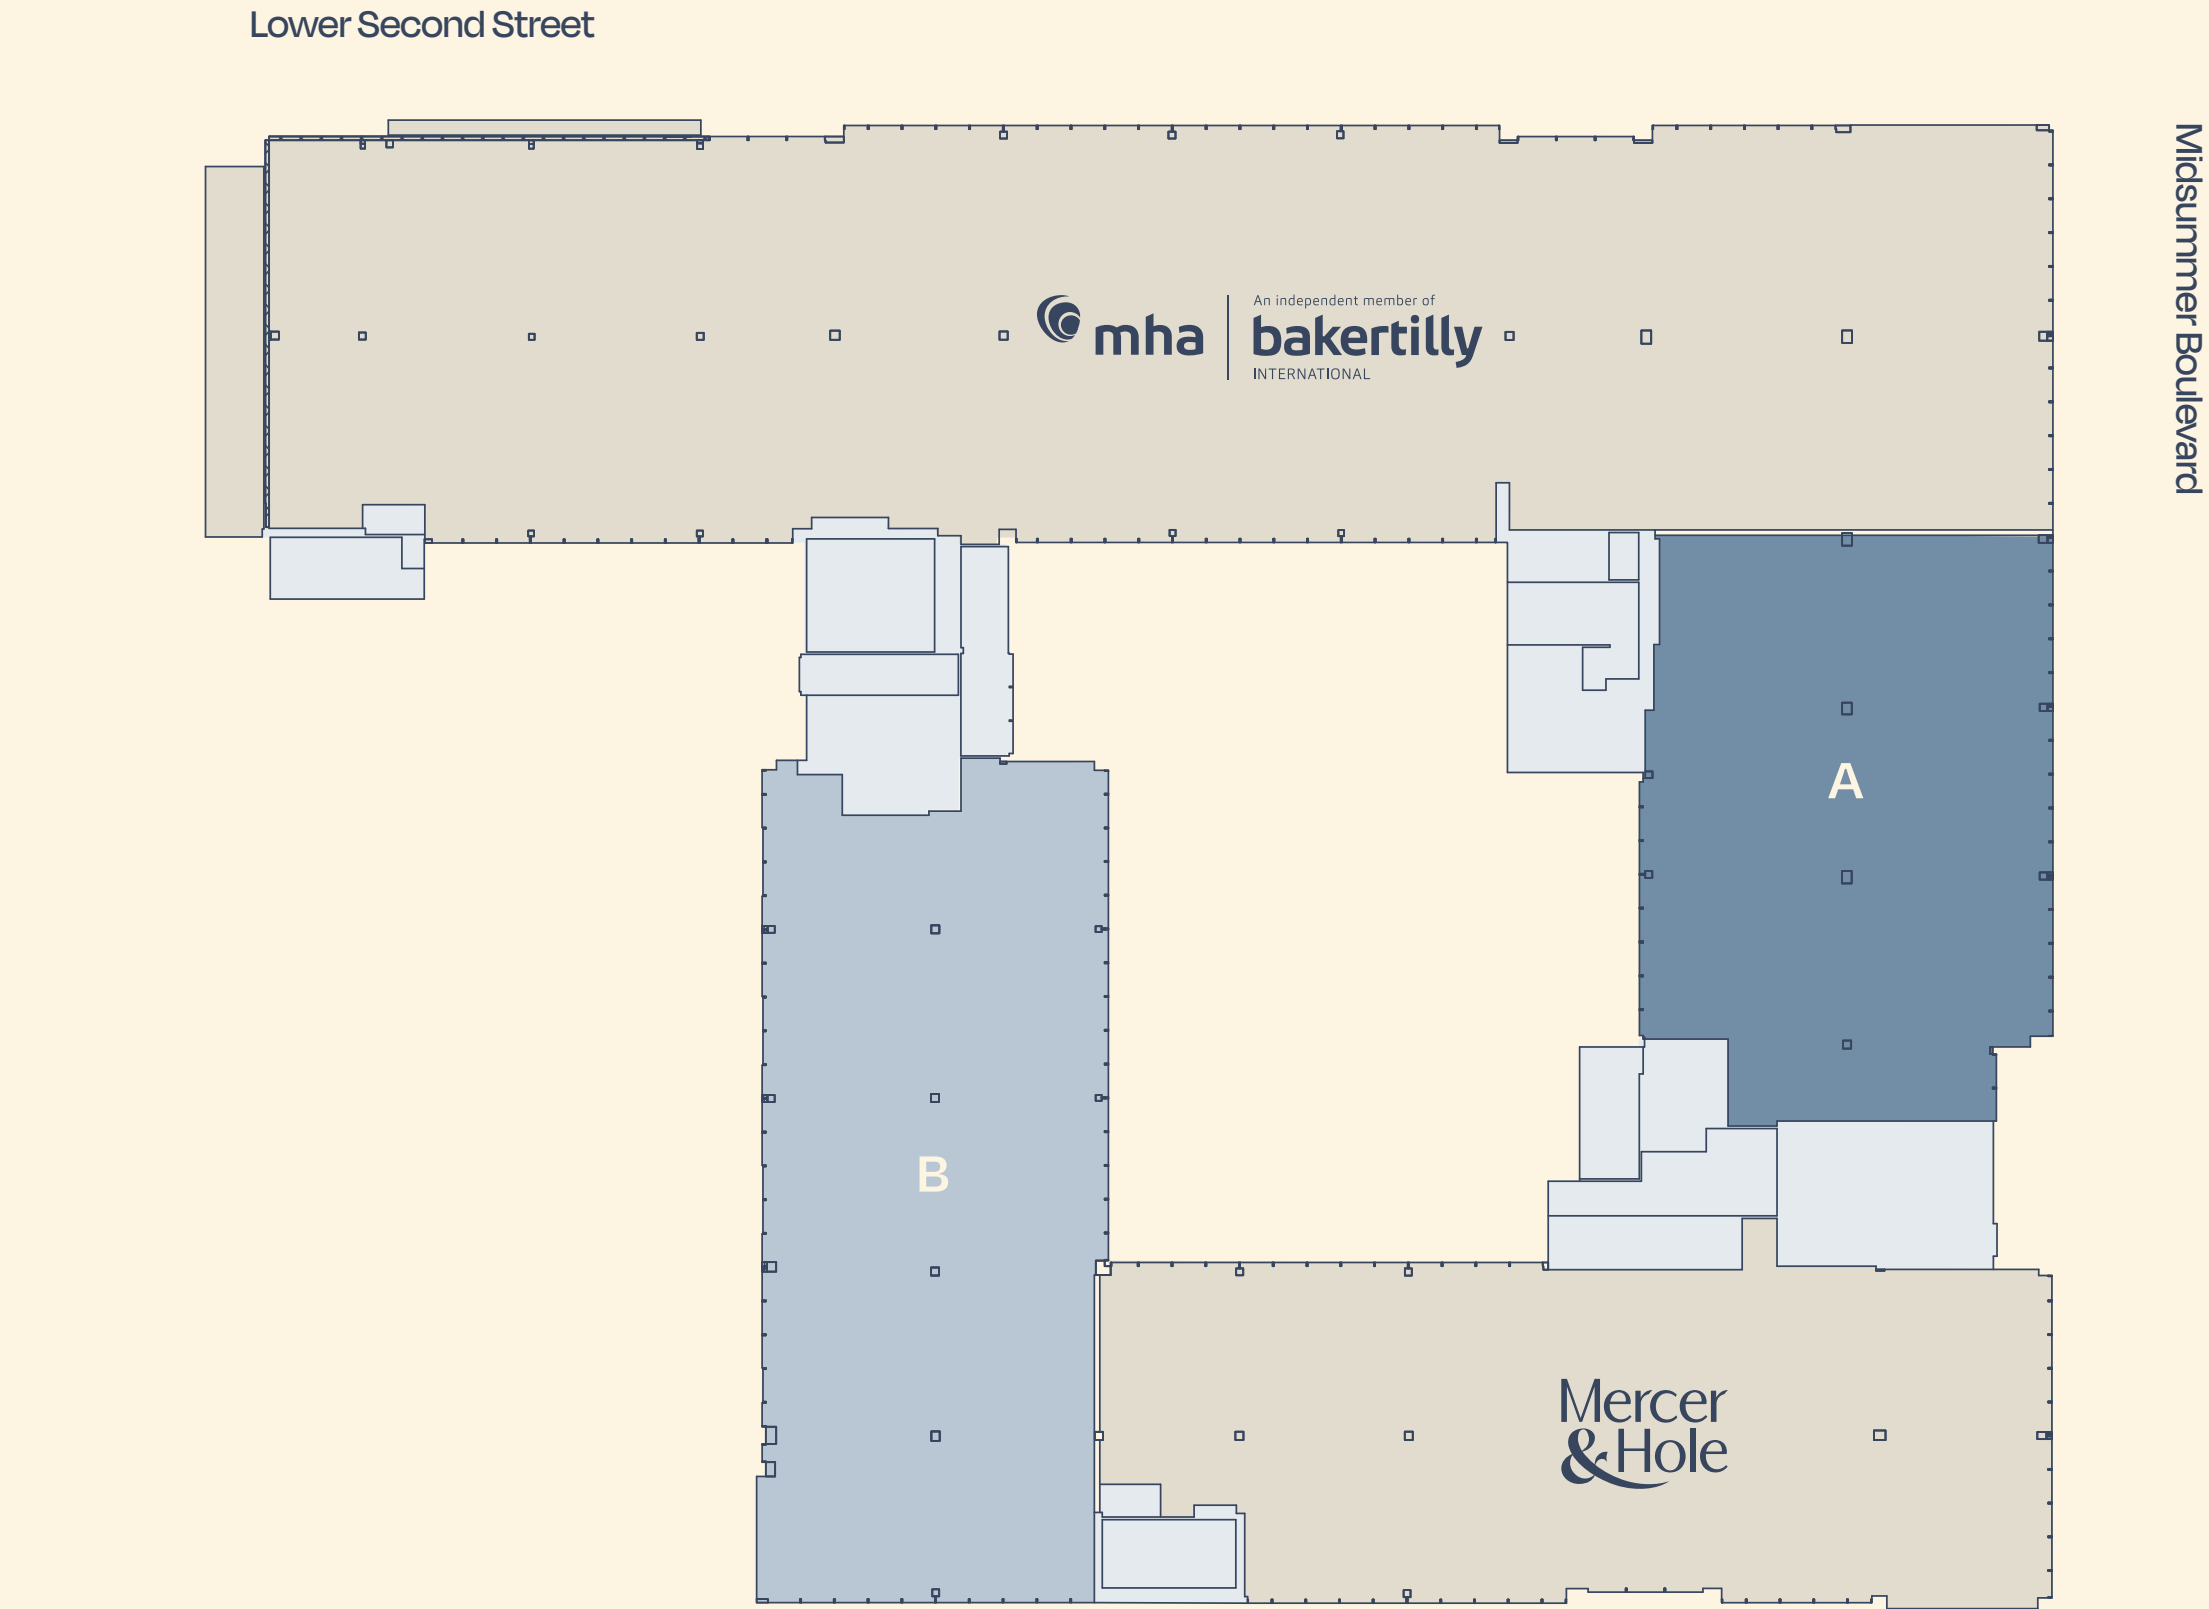 Lower Second Street
Midsummer Boulevard
mha
An independent member of
bakertilly
INTERNATIONAL
A
B
Mercer
& Hole